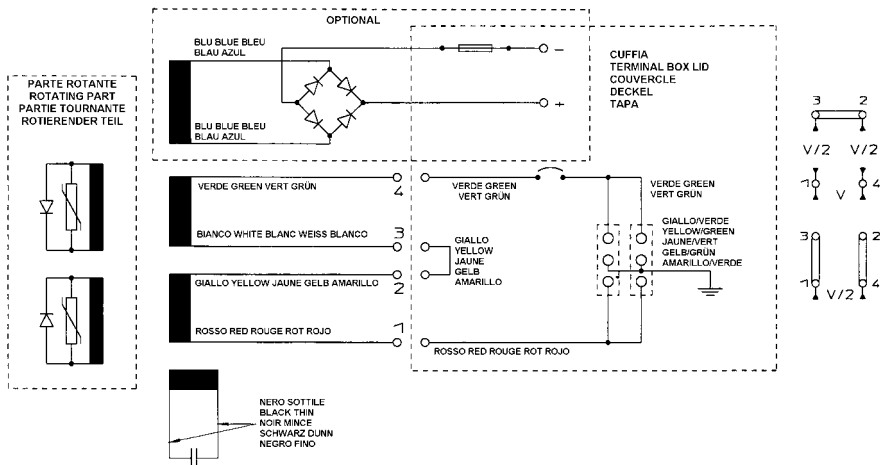 OPTIONAL
BLU BLUE BLEU
BLAU AZUL
BLU BLUE BLEU
BLAU AZUL
−
+
CUFFIA
TERMINAL BOX LID
COUVERCLE
DECKEL
TAPA
PARTE ROTANTE
ROTATING PART
PARTIE TOURNANTE
ROTIERENDER TEIL
VERDE GREEN VERT GRÜN
4
BIANCO WHITE BLANC WEISS BLANCO
3
GIALLO YELLOW JAUNE GELB AMARILLO
2
ROSSO RED ROUGE ROT ROJO
1
VERDE GREEN
VERT GRÜN
VERDE GREEN
VERT GRÜN
GIALLO
YELLOW
JAUNE
GELB
AMARILLO
GIALLO/VERDE
YELLOW/GREEN
JAUNE/VERT
GELB/GRÜN
AMARILLO/VERDE
ROSSO RED ROUGE ROT ROJO
3 2
V/2 V/2
1 V 4
3 2
1 V/2 4
NERO SOTTILE
BLACK THIN
NOIR MINCE
SCHWARZ DUNN
NEGRO FINO